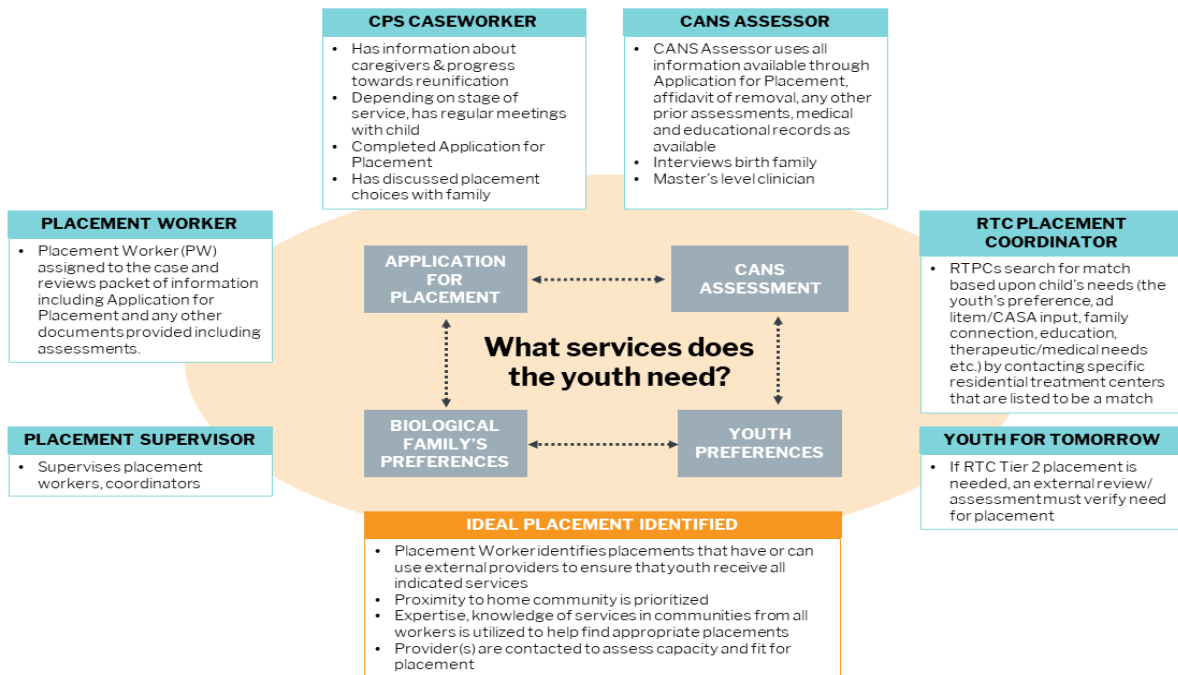 CPS CASEWORKER
• Has information about
caregivers & progress
towards reunification
• Depending on stage of
service, has regular meetings
with child
• Completed Application for
Placement
• Has discussed placement
choices with family
CANS ASSESSOR
• CANS Assessor uses all
information available through
Application for Placement,
affidavit of removal, any other
prior assessments, medical
and educational records as
available
• Interviews birth family
• Master's level clinician
PLACEMENT WORKER
• Placement Worker (PW)
assigned to the case and
reviews packet of information
including Application for
Placement and any other
documents provided including
assessments.
RTC PLACEMENT
COORDINATOR
• RTPCs search for match
based upon child's needs (the
youth's preference, ad
litem/CASA input, family
connection, education,
therapeutic/medical needs
etc.) by contacting specific
residential treatment centers
that are listed to be a match
APPLICATION
FOR
PLACEMENT
CANS
ASSESSMENT
What services does
the youth need?
BIOLOGICAL
FAMILY'S
PREFERENCES
YOUTH
PREFERENCES
PLACEMENT SUPERVISOR
• Supervises placement
workers, coordinators
YOUTH FOR TOMORROW
• If RTC Tier 2 placement is
needed, an external review/
assessment must verify need
for placement
IDEAL PLACEMENT IDENTIFIED
• Placement Worker identifies placements that have or can
use external providers to ensure that youth receive all
indicated services
• Proximity to home community is prioritized
• Expertise, knowledge of services in communities from all
workers is utilized to help find appropriate placements
• Provider(s) are contacted to assess capacity and fit for
placement